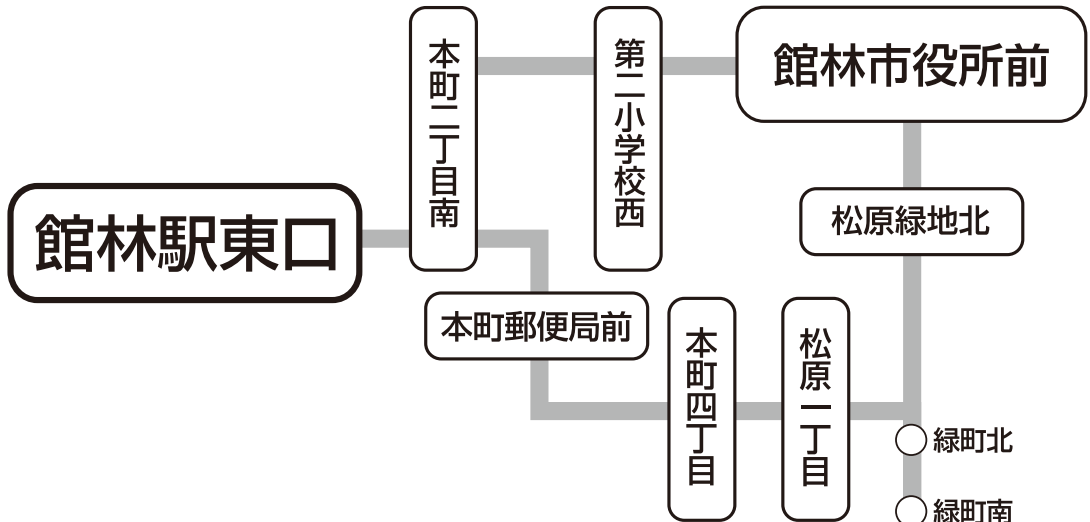 館林駅東口
本町二丁目南
第二小学校西
館林市役所前
松原緑地北
本町郵便局前
本町四丁目
松原一丁目
緑町北
緑町南